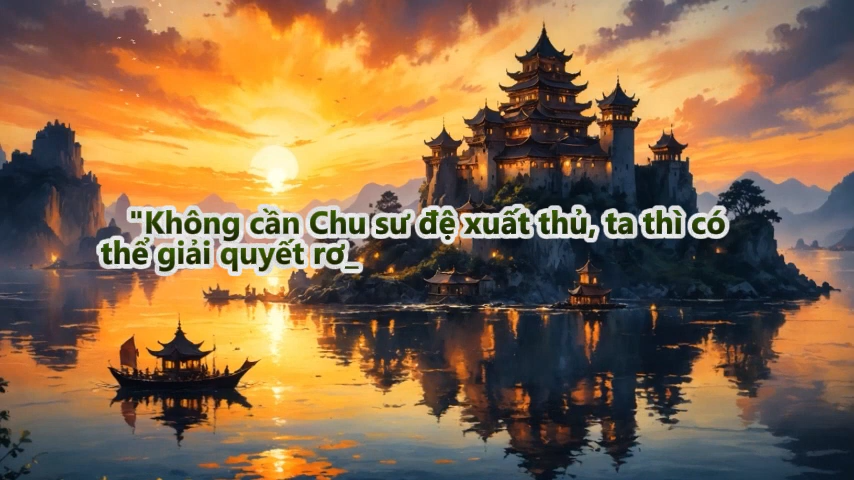 "Không cần Chu sư đệ xuất thủ, ta thì có
thể giải quyết rơ_